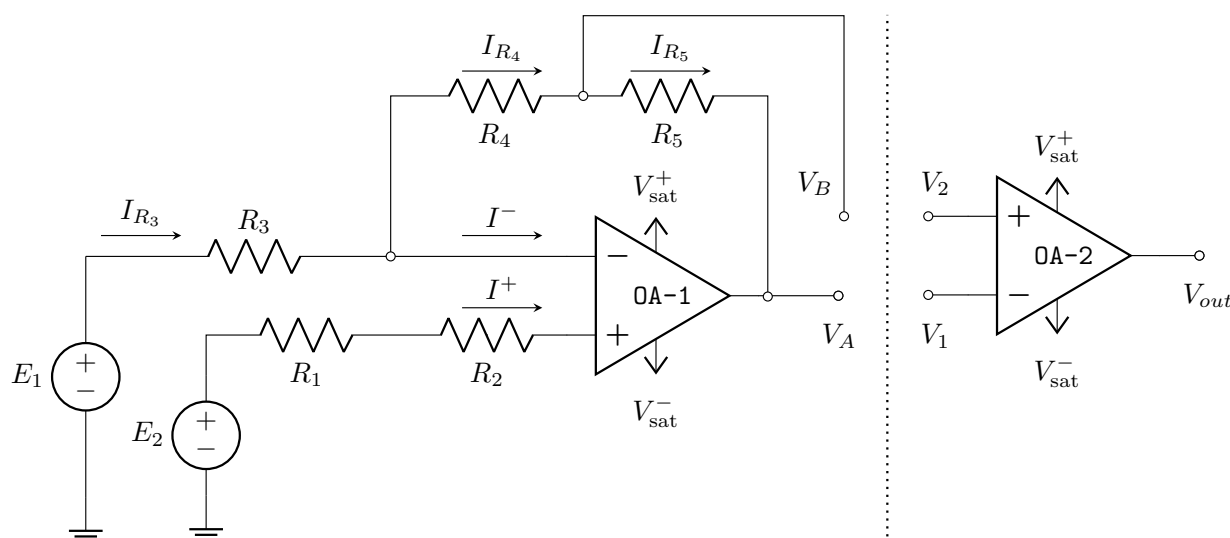 I_{R_4}
I_{R_5}
R_4
R_5
V_{sat}^+
V_B
V_{sat}^+
V_2
+
OA-2
−
V_1
V_{out}
V_{sat}^-
I_{R_3}
R_3
I^-
−
OA-1
I^+
+
V_A
R_1
R_2
V_{sat}^-
E_1
+
−
E_2
+
−